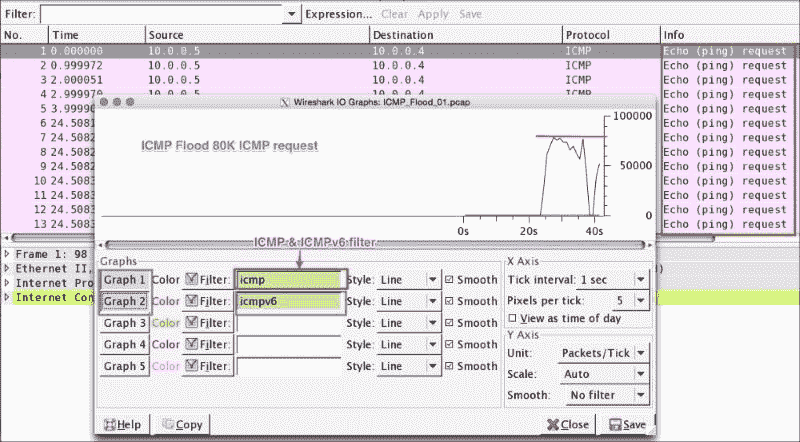 Filter: Expression... Clear Apply Save
No. Time Source Destination Protocol Info
1 0.000000 10.0.0.5 10.0.0.4 ICMP Echo (ping) request
2 0.999972 10.0.0.5 10.0.0.4 ICMP Echo (ping) request
3 2.000051 10.0.0.5 10.0.0.4 ICMP Echo (ping) request
4 2.999970 10.0.0.5 10.0.0.4 ICMP Echo (ping) request
5 3.99990 Echo (ping) request
6 24.5081 Echo (ping) request
7 24.5082 Echo (ping) request
8 24.5082 Echo (ping) request
9 24.5082 Echo (ping) request
10 24.5083 Echo (ping) request
11 24.5083 Echo (ping) request
12 24.5083 Echo (ping) request
13 24.5083 Echo (ping) request
Wireshark IO Graphs: ICMP_Flood_01.pcap
ICMP Flood 80K ICMP request
100000
50000
0
0s 20s 40s
ICMP & ICMPv6 filter
Frame 1: 98
Ethernet II,
Internet Pro
Internet Con
Graphs
Graph 1 Color Filter: icmp Style: Line Smooth
Graph 2 Color Filter: icmpv6 Style: Line Smooth
Graph 3 Color Filter: Style: Line Smooth
Graph 4 Color Filter: Style: Line Smooth
Graph 5 Color Filter: Style: Line Smooth
X Axis
Tick interval: 1 sec
Pixels per tick: 5
View as time of day
Y Axis
Unit: Packets/Tick
Scale: Auto
Smooth: No filter
Help Copy Close Save